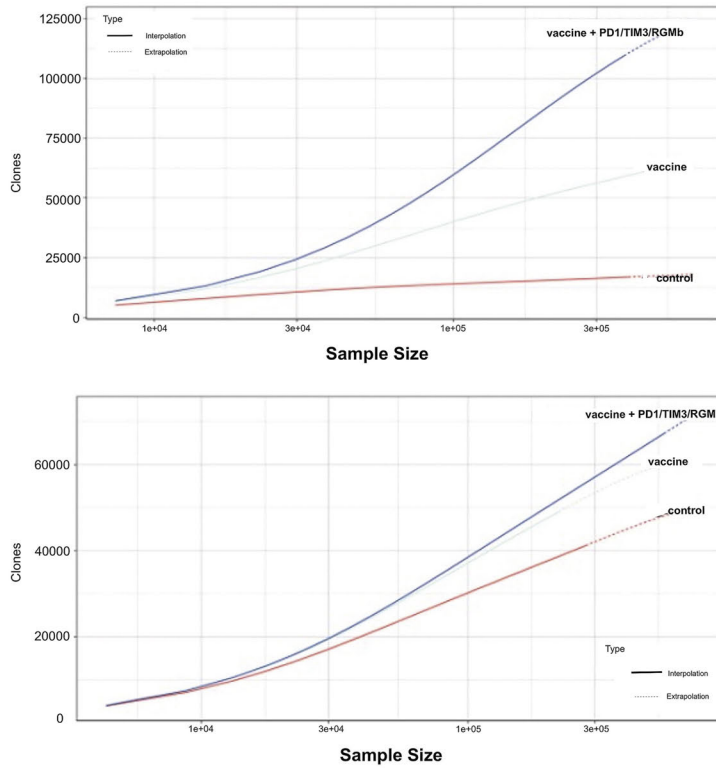 125000
Type
Interpolation
Extrapolation
vaccine + PD1/TIM3/RGMb
100000
75000
Clones
vaccine
50000
25000
control
0
1e+04
3e+04
1e+05
3e+05
Sample Size
vaccine + PD1/TIM3/RGM
60000
vaccine
control
Clones
40000
20000
Type
Interpolation
Extrapolation
0
1e+04
3e+04
1e+05
3e+05
Sample Size